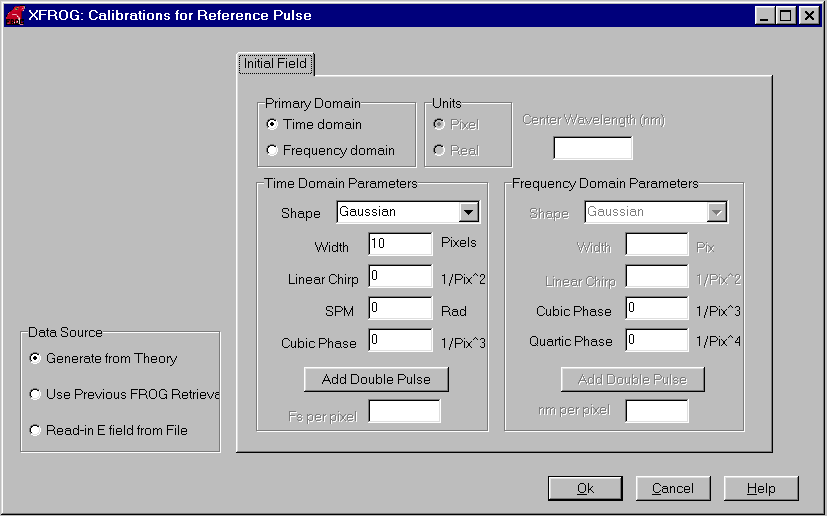 XFROG: Calibrations for Reference Pulse
Initial Field
Primary Domain
Time domain
Frequency domain
Units
Pixel
Real
Center Wavelength (nm)
Time Domain Parameters
Shape Gaussian
Width 10 Pixels
Linear Chirp 0 1/Pix^2
SPM 0 Rad
Cubic Phase 0 1/Pix^3
Add Double Pulse
Fs per pixel
Frequency Domain Parameters
Shape Gaussian
Width Pix
Linear Chirp 1/Pix^2
Cubic Phase 0 1/Pix^3
Quartic Phase 0 1/Pix^4
Add Double Pulse
nm per pixel
Data Source
Generate from Theory
Use Previous FROG Retrieva
Read-in E field from File
Ok Cancel Help